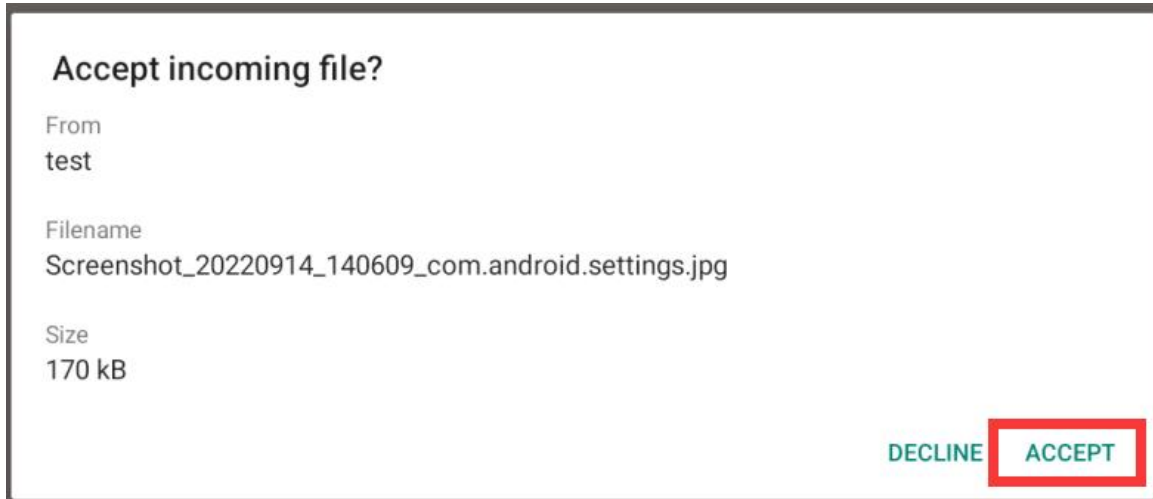 Accept incoming file?
From
test
Filename
Screenshot_20220914_140609_com.android.settings.jpg
Size
170 kB
DECLINE ACCEPT